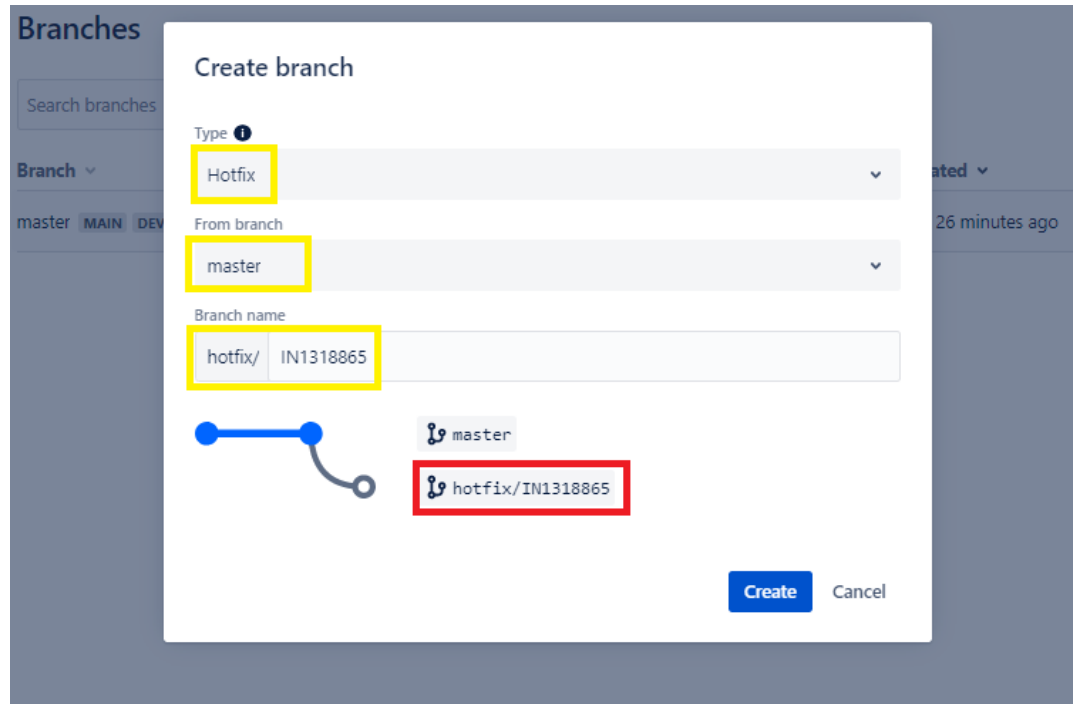 Branches
Create branch
Search branches
Type
Hotfix
Branch
ated
master MAIN DEV
From branch
26 minutes ago
master
Branch name
hotfix/ IN1318865
master
hotfix/IN1318865
Create Cancel